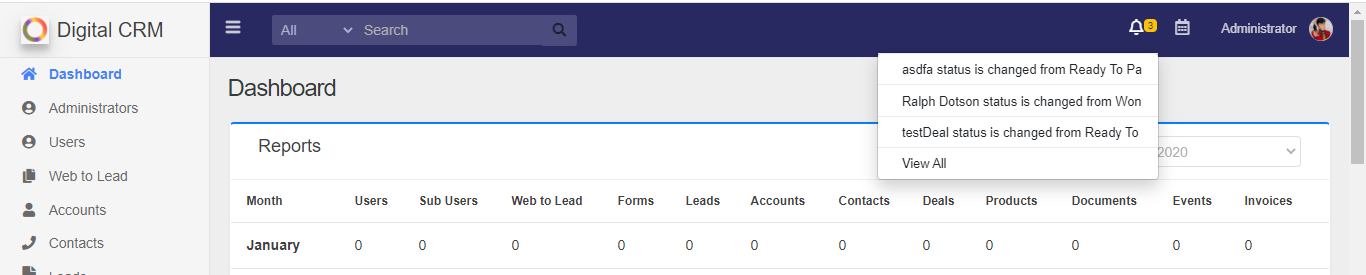 Digital CRM
All Search 3 Administrator
Dashboard
Administrators
Users
Web to Lead
Accounts
Contacts
Dashboard
asdfa status is changed from Ready To Pa
Ralph Dotson status is changed from Won
testDeal status is changed from Ready To
View All
Reports
2020
Month Users Sub Users Web to Lead Forms Leads Accounts Contacts Deals Products Documents Events Invoices
January 0 0 0 0 0 0 0 0 0 0 0 0